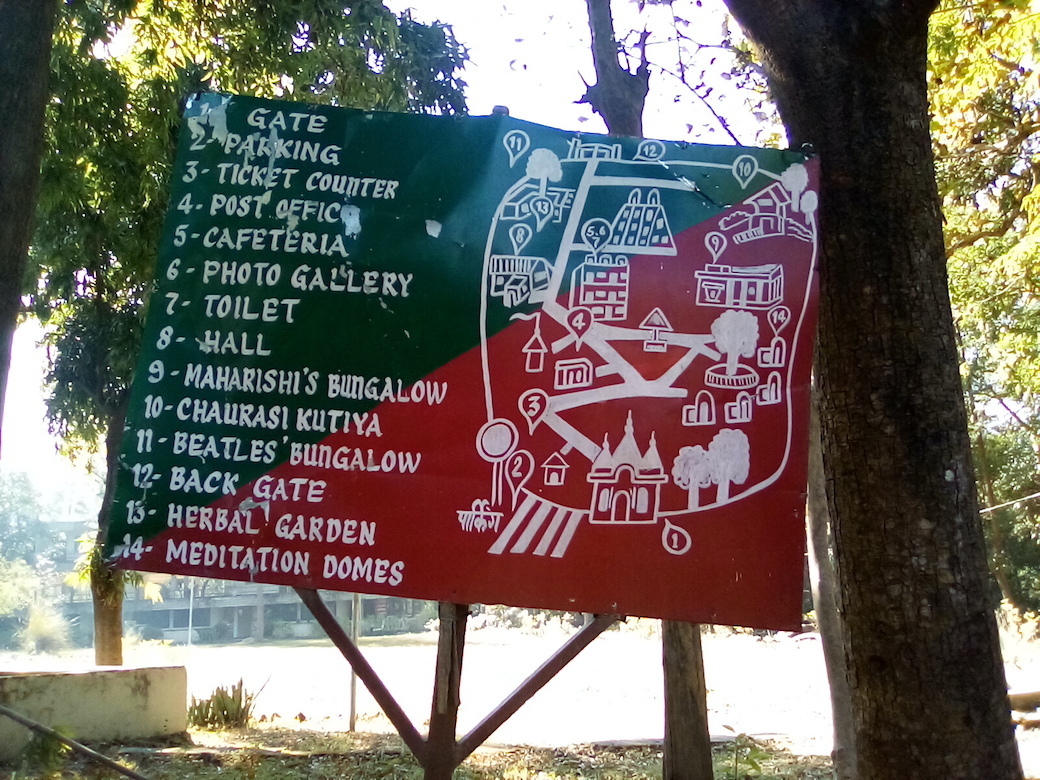 GATE
2- PARKING
3- TICKET COUNTER
4- POST OFFIC
5- CAFETERIA
6- PHOTO GALLERY
7- TOILET
8- HALL
9- MAHARISHI'S BUNGALOW
10- CHAURASI KUTIYA
11- BEATLES' BUNGALOW
12- BACK GATE
13- HERBAL GARDEN
14- MEDITATION DOMES
11
12
10
13
8
5,6
9
4
14
3
2
पार्किंग
1